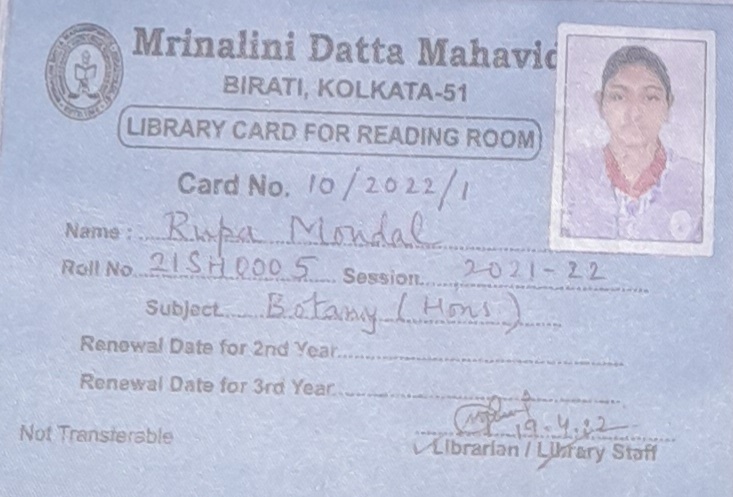 Mrinalini Datta Mahavid
BIRATI, KOLKATA-51
LIBRARY CARD FOR READING ROOM
Card No. 10/2022/1
Name : Rupa Mondal
Roll No 21SH0005 Session 2021-22
Subject Botany (Hons)
Renewal Date for 2nd Year
Renewal Date for 3rd Year
19.4.22
Not Transferable
Librarian / Library Staff